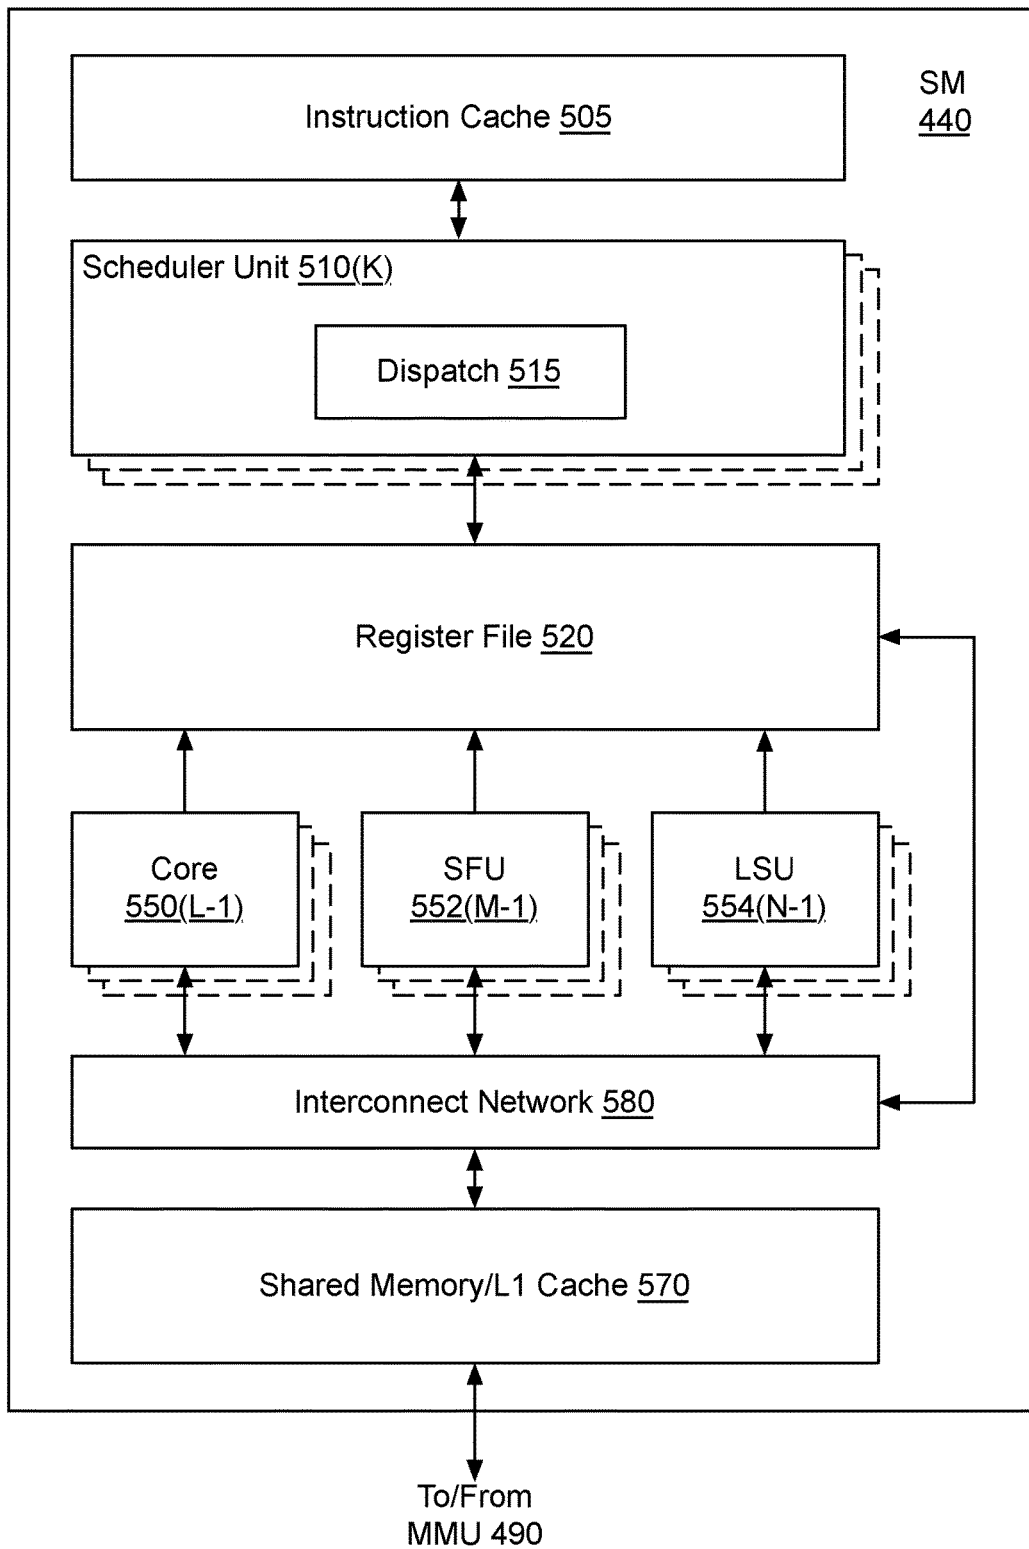 SM
440
Instruction Cache 505
Scheduler Unit 510(K)
Dispatch 515
Register File 520
Core
550(L-1)
SFU
552(M-1)
LSU
554(N-1)
Interconnect Network 580
Shared Memory/L1 Cache 570
To/From
MMU 490